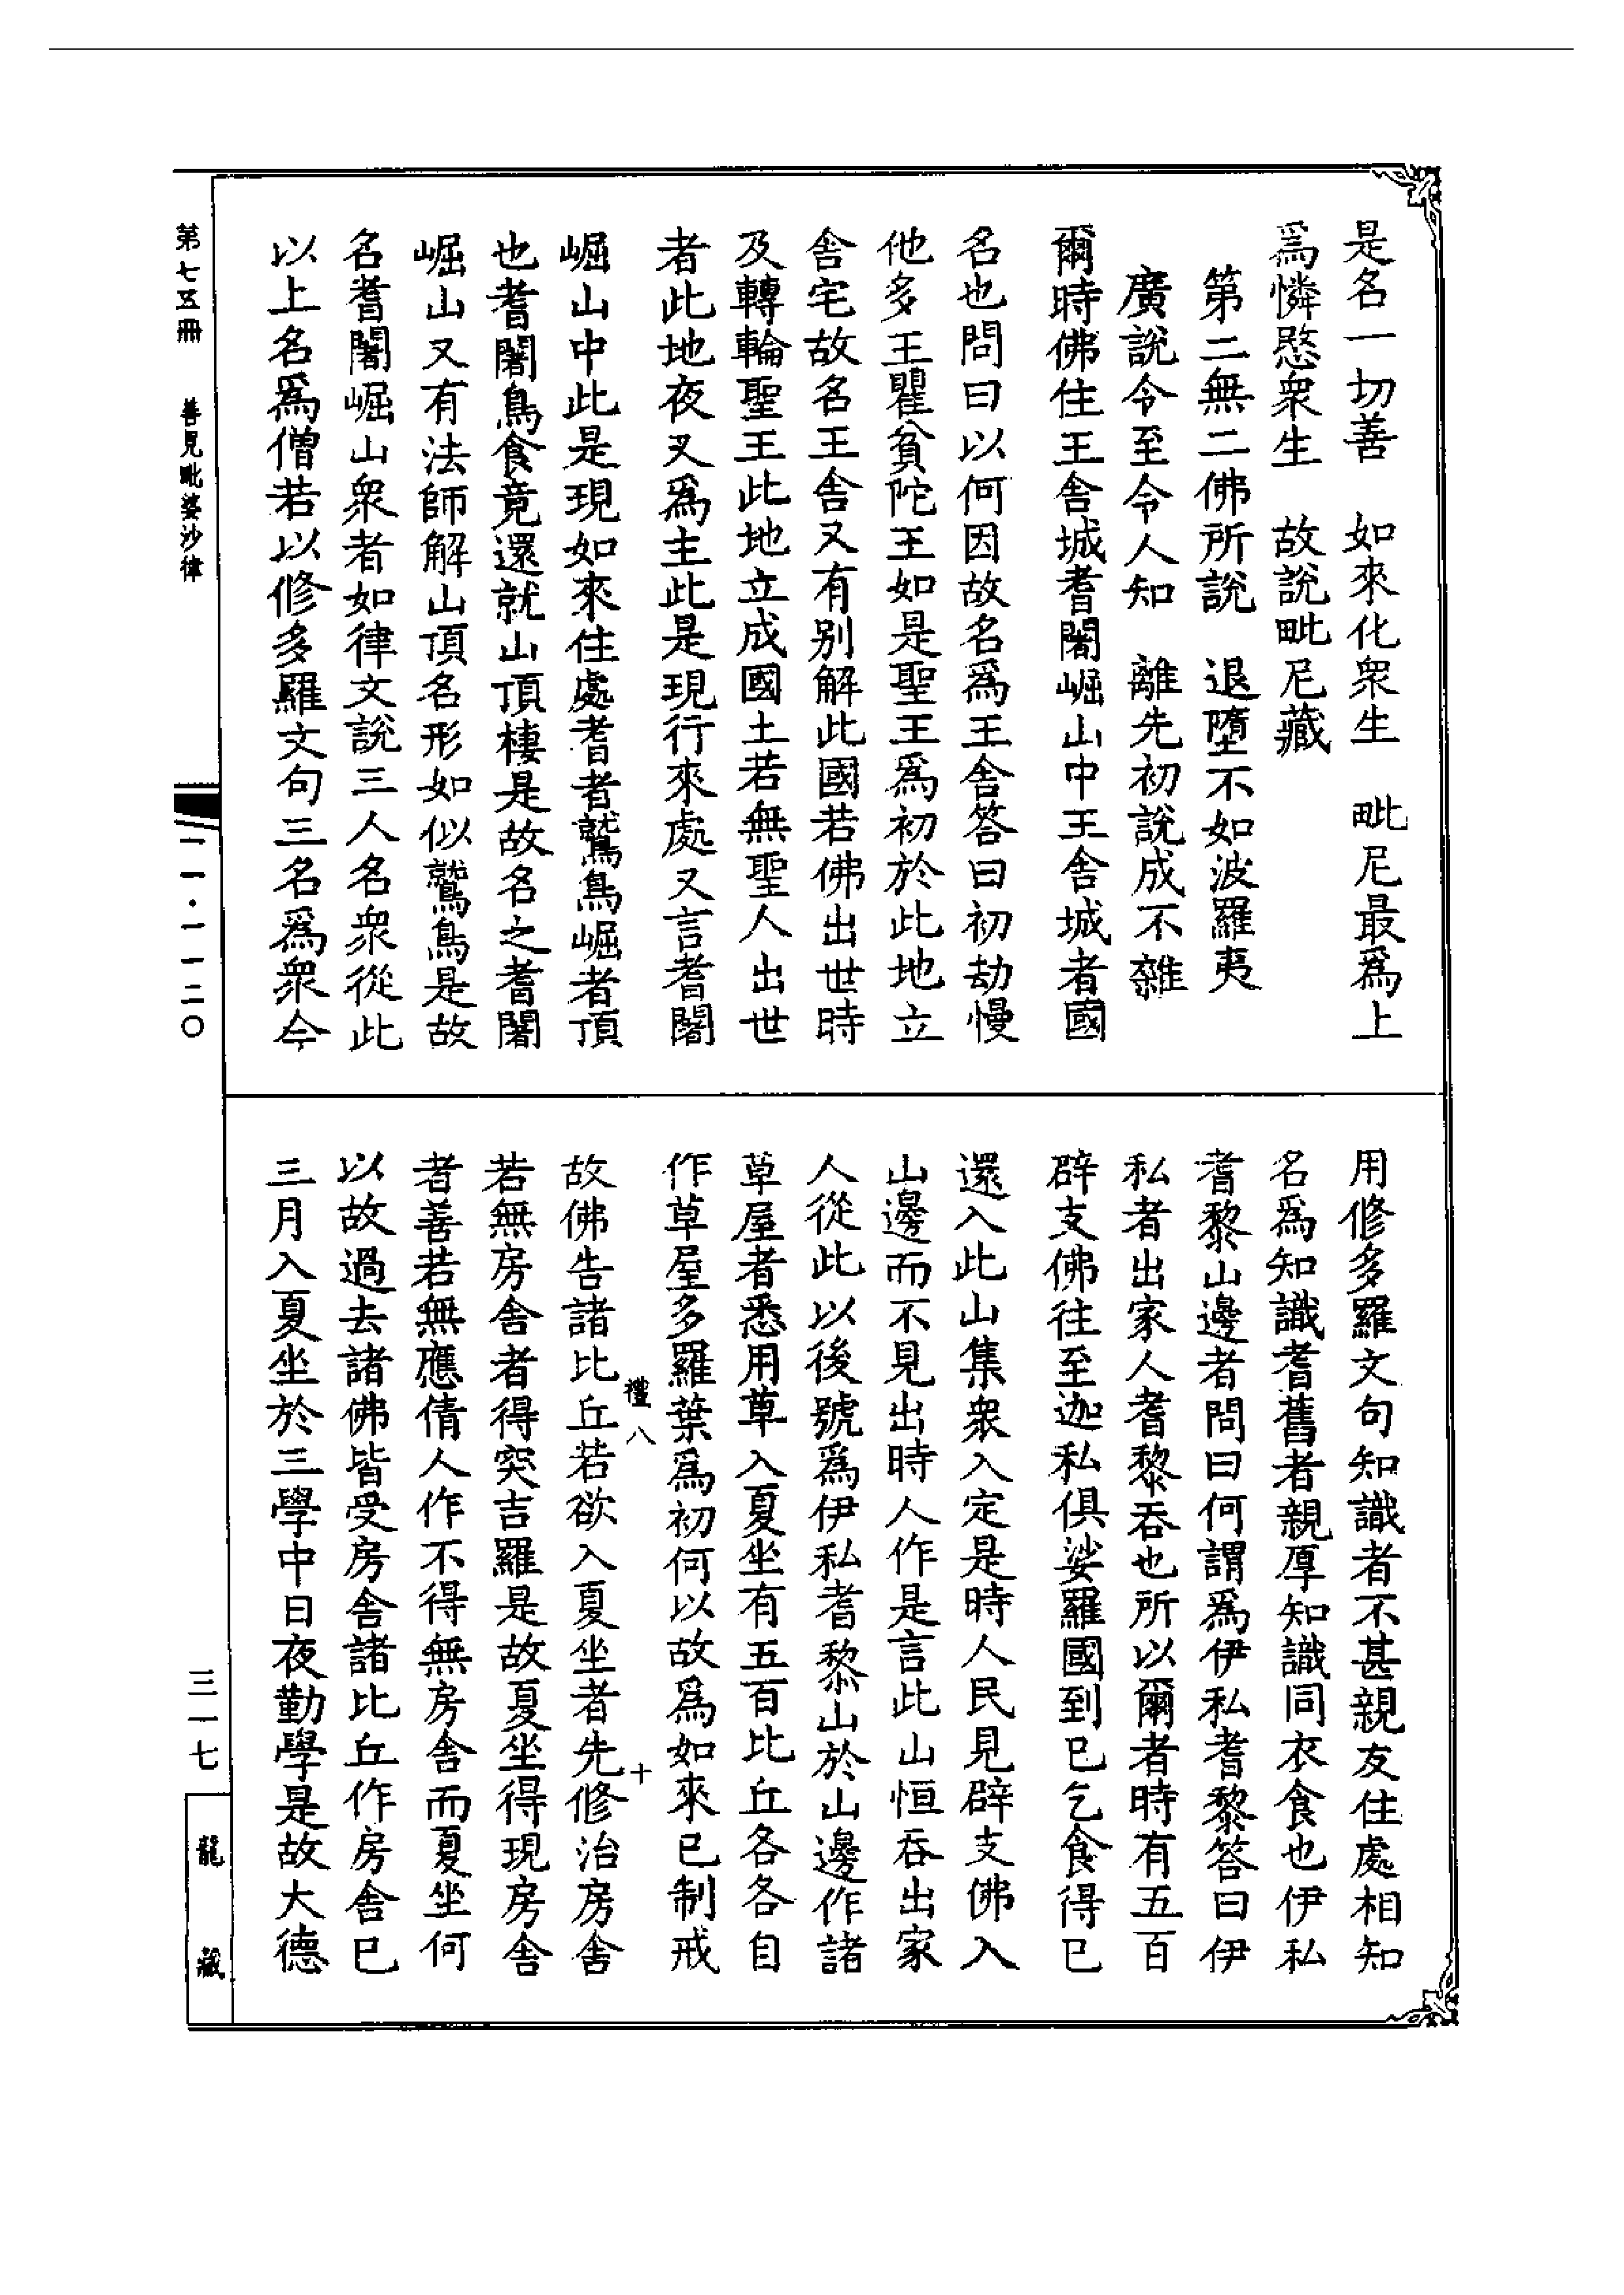 是名一切善　如來化衆生　毗尼最爲上
爲憐愍衆生　故說毗尼藏
第二無二佛所說　退墮不如波羅夷
廣說今至令人知　離先初說成不雜
爾時佛住王舍城耆闍崛山中王舍城者國
名也問曰以何因故名爲王舍答曰初劫慢
他多王瞿貧陀王如是聖王爲初於此地立
舍宅故名王舍又有別解此國若佛出世時
及轉輪聖王此地立成國土若無聖人出世
者此地夜叉爲主此是現行來處又言耆闍
崛山中此是現如來住處耆者鷲鳥崛者頂
也耆闍鳥食竟還就山頂棲是故名之耆闍
崛山又有法師解山頂名形如似鷲鳥是故
名耆闍崛山衆者如律文說三人名衆從此
以上名爲僧若以修多羅文句三名爲衆今
用修多羅文句知識者不甚親友住處相知
名爲知識耆舊者親厚知識同衣食也伊私
耆黎山邊者問曰何謂爲伊私耆黎答曰伊
私者出家人耆黎吞也所以爾者時有五百
辟支佛往至迦私俱娑羅國到已乞食得已
還入此山集衆入定是時人民見辟支佛入
山邊而不見出時人作是言此山恒吞出家
人從此以後號爲伊私耆黎山於山邊作諸
草屋者悉用草入夏坐有五百比丘各各自
作草屋多羅葉爲初何以故爲如來已制戒
禮八　十
故佛告諸比丘若欲入夏坐者先修治房舍
若無房舍者得突吉羅是故夏坐得現房舍
者善若無應倩人作不得無房舍而夏坐何
以故過去諸佛皆受房舍諸比丘作房舍已
三月入夏坐於三學中日夜勤學是故大德
第七五冊　善見毗婆沙律
一一·一一二〇
三一七
龍藏